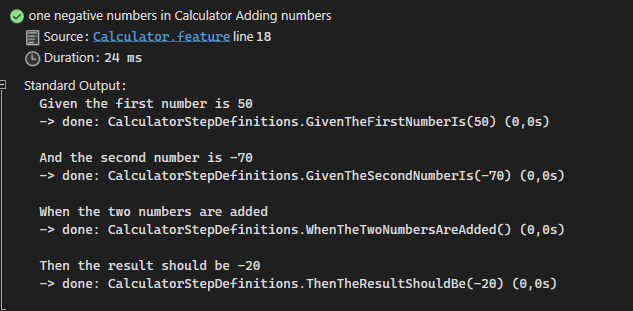 one negative numbers in Calculator Adding numbers
Source: Calculator.feature line 18
Duration: 24 ms
Standard Output:
Given the first number is 50
-> done: CalculatorStepDefinitions.GivenTheFirstNumberIs(50) (0,0s)
And the second number is -70
-> done: CalculatorStepDefinitions.GivenTheSecondNumberIs(-70) (0,0s)
When the two numbers are added
-> done: CalculatorStepDefinitions.WhenTheTwoNumbersAreAdded() (0,0s)
Then the result should be -20
-> done: CalculatorStepDefinitions.ThenTheResultShouldBe(-20) (0,0s)